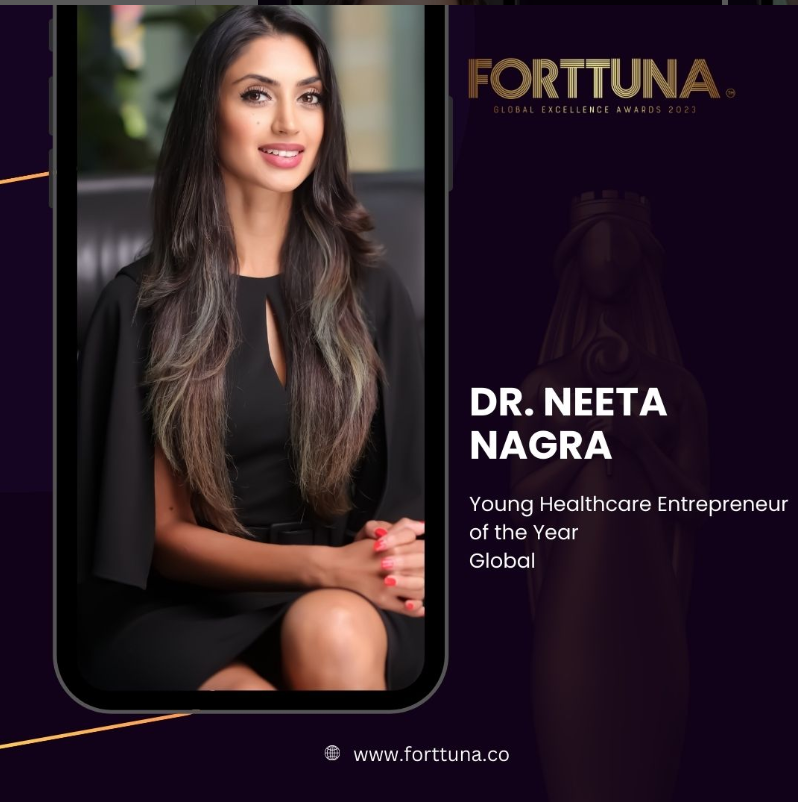 FORTTUNA
GLOBAL EXCELLENCE AWARDS 2023
DR. NEETA
NAGRA
Young Healthcare Entrepreneur
of the Year
Global
www.forttuna.co